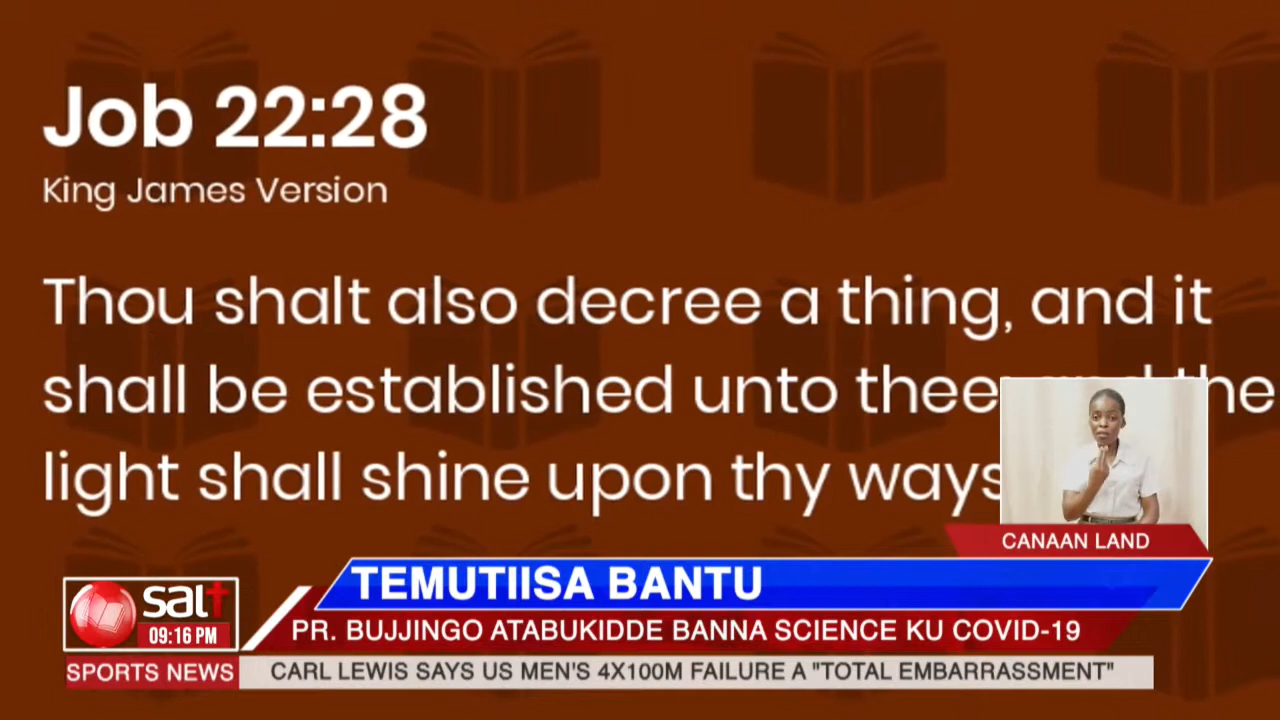 Job 22:28
King James Version
Thou shalt also decree a thing, and it
shall be established unto thee
light shall shine upon thy ways
CANAAN LAND
TEMUTIISA BANTU
PR. BUJJINGO ATABUKIDDE BANNA SCIENCE KU COVID-19
salt
09:16 PM
SPORTS NEWS
CARL LEWIS SAYS US MEN'S 4X100M FAILURE A "TOTAL EMBARRASSMENT"